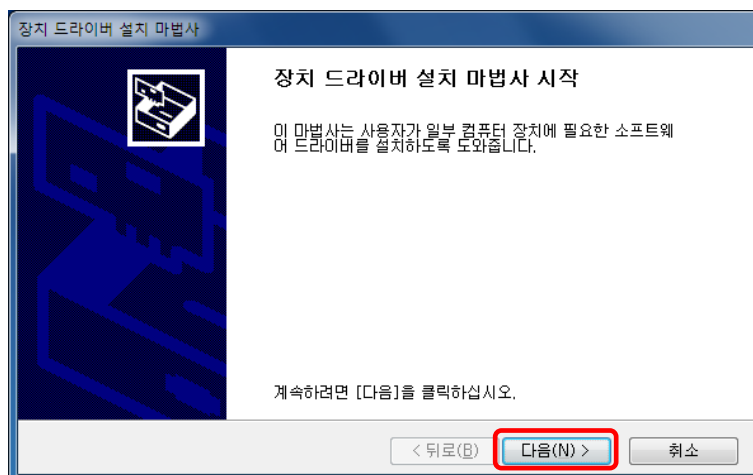 장치 드라이버 설치 마법사
장치 드라이버 설치 마법사 시작
이 마법사는 사용자가 일부 컴퓨터 장치에 필요한 소프트웨
어 드라이버를 설치하도록 도와줍니다.
계속하려면 [다음]을 클릭하십시오.
< 뒤로(B) 다음(N) > 취소